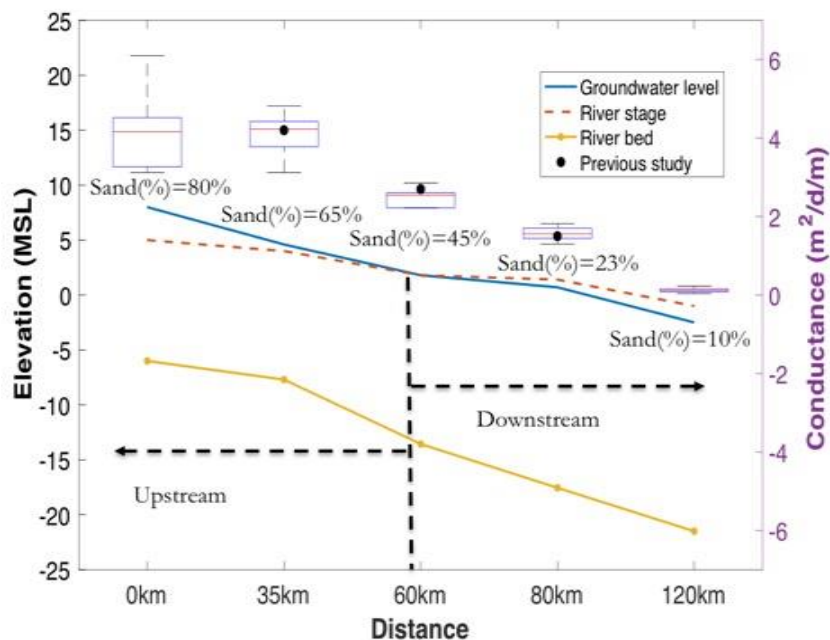 25
20
15
10
5
0
-5
-10
-15
-20
-25
Elevation (MSL)
Groundwater level
River stage
River bed
Previous study
Sand(%)=80%
Sand(%)=65%
Sand(%)=45%
Sand(%)=23%
Sand(%)=10%
Downstream
Upstream
6
4
2
0
-2
-4
-6
Conductance (m²/d/m)
0km
35km
60km
80km
120km
Distance